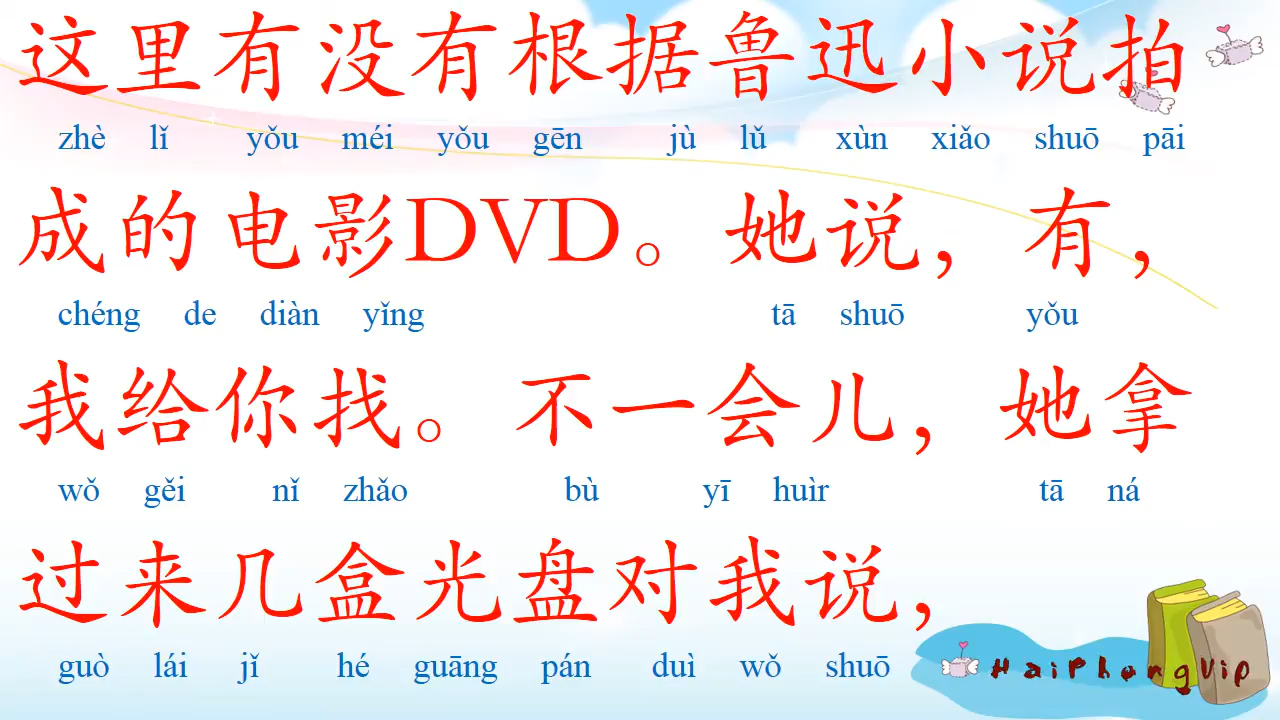 这里有没有根据鲁迅小说拍
zhè lǐ yǒu méi yǒu gēn jù lǔ xùn xiǎo shuō pāi
成的电影DVD。她说，有，
chéng de diàn yǐng tā shuō yǒu
我给你找。不一会儿，她拿
wǒ gěi nǐ zhǎo bù yī huìr tā ná
过来几盒光盘对我说，
guò lái jǐ hé guāng pán duì wǒ shuō
HaiPhongVip